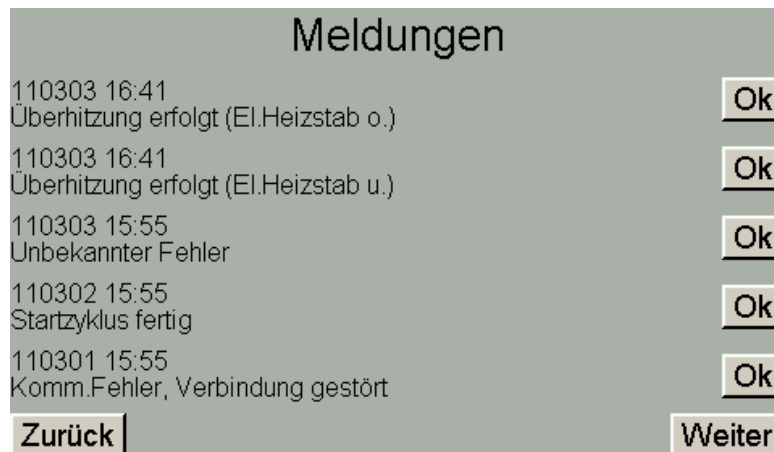 Meldungen
110303 16:41
Ok
Überhitzung erfolgt (El.Heizstab o.)
110303 16:41
Ok
Überhitzung erfolgt (El.Heizstab u.)
110303 15:55
Ok
Unbekannter Fehler
110302 15:55
Ok
Startzyklus fertig
110301 15:55
Ok
Komm.Fehler, Verbindung gestört
Zurück
Weiter